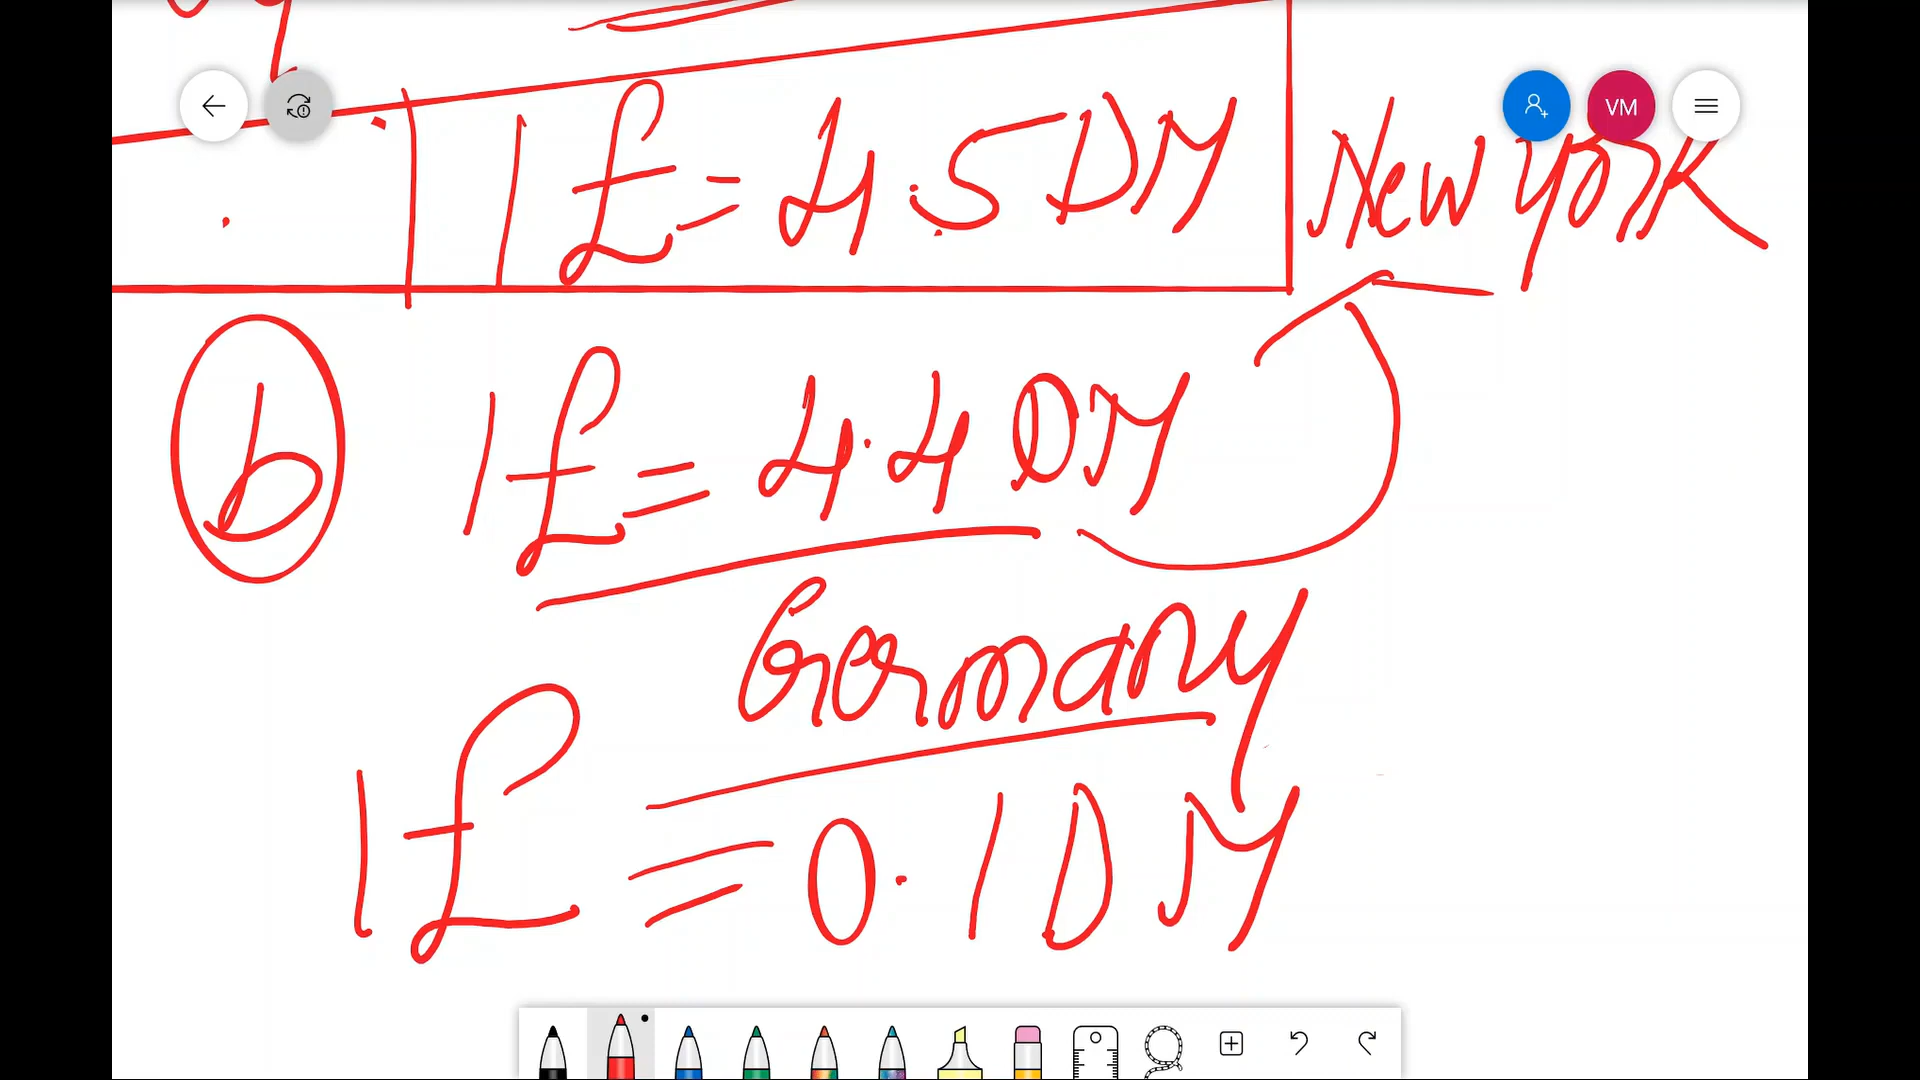 1£ = 4.5 DM New York
b 1£ = 4.4 DM
Germany
1£ = 0.1 DM
VM